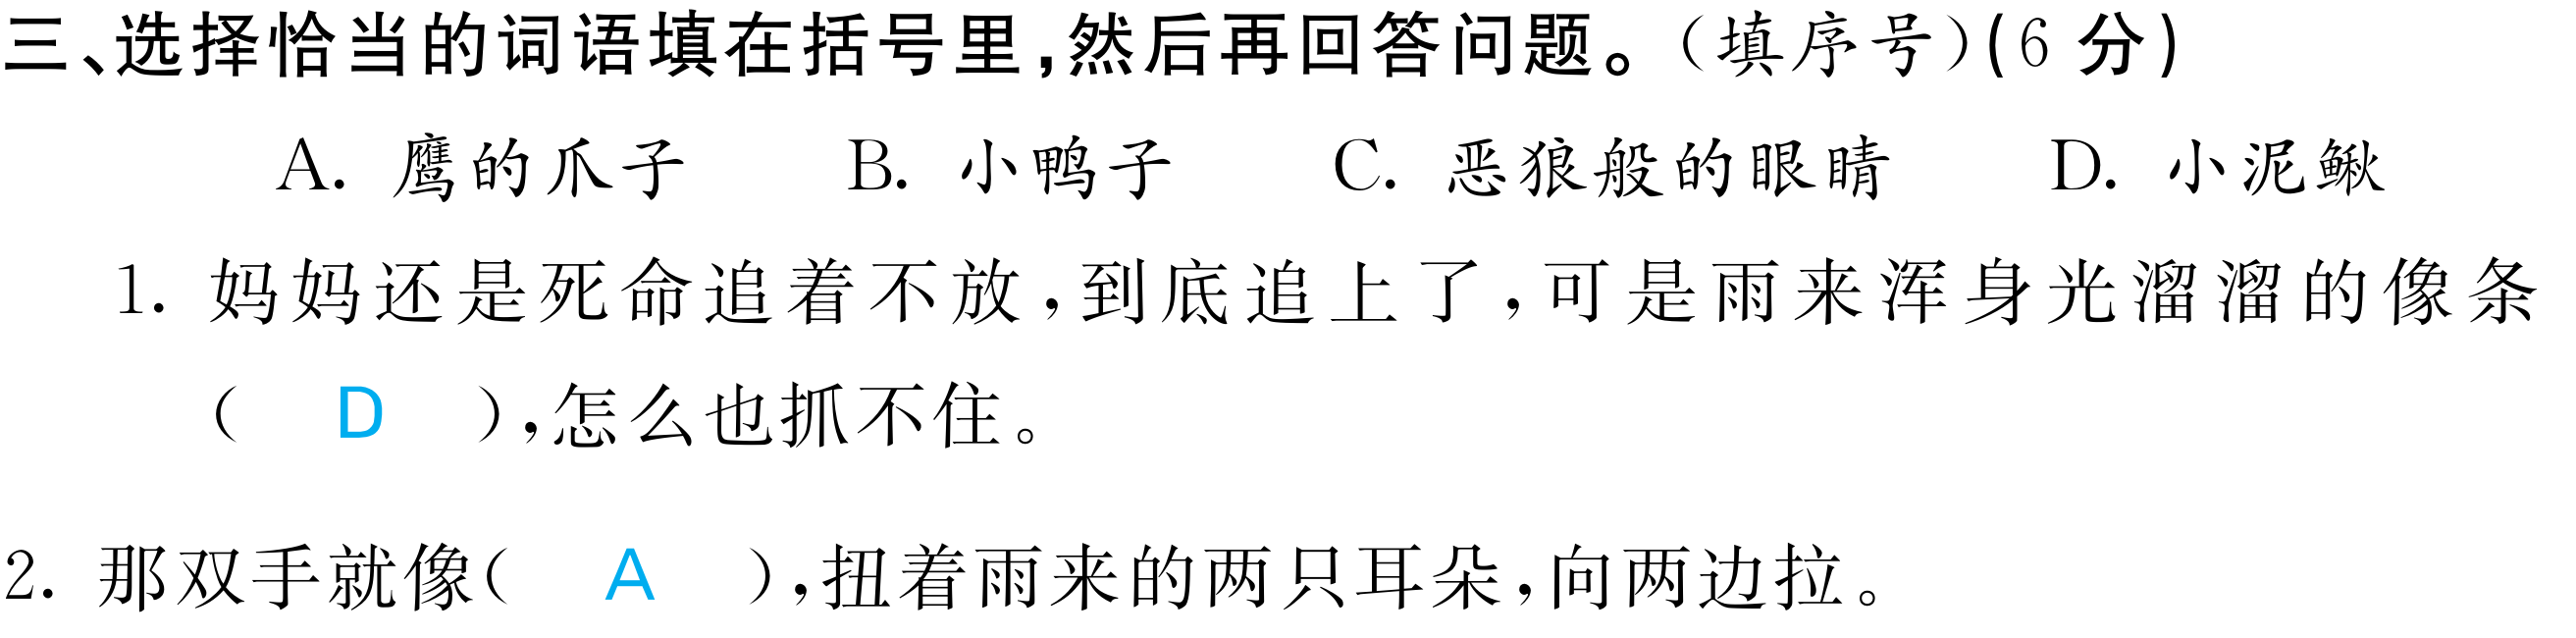 三、选择恰当的词语填在括号里,然后再回答问题。(填序号)(6 分)
A. 鹰的爪子 B. 小鸭子 C. 恶狼般的眼睛 D. 小泥鳅
1. 妈妈还是死命追着不放,到底追上了,可是雨来浑身光溜溜的像条
( D ),怎么也抓不住。
2. 那双手就像( A ),扭着雨来的两只耳朵,向两边拉。